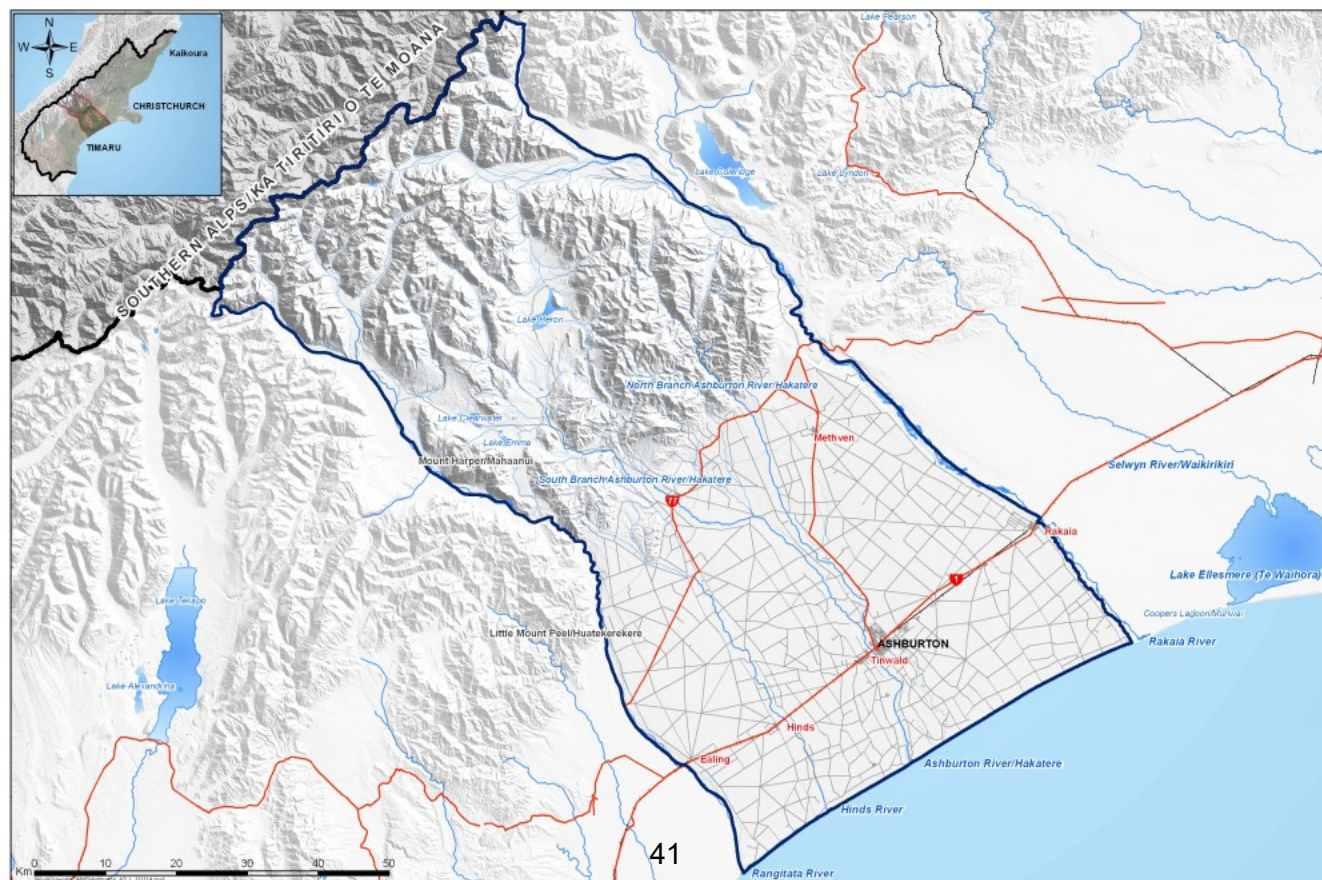 N
W E
S
Kaikoura
CHRISTCHURCH
TIMARU
SOUTHERN ALPS/KA TIRITIRI O TE MOANA
Lake Pearson
Lake Coleridge
Lake Lyndon
Lake Heron
North Branch Ashburton River/Hakatere
Lake Clearwater
Methven
Lake Emma
Mount Harper/Mahaanui
Selwyn River/Waikirikiri
South Branch Ashburton River/Hakatere
77
Rakaia
Lake Ellesmere (Te Waihora)
1
Lake Tekapo
Coopers Lagoon/Muriwai
Little Mount Peel/Huatekerekere
Rakaia River
ASHBURTON
Tinwald
Lake Alexandrina
Hinds
Ealing
Ashburton River/Hakatere
Hinds River
41
Km 0 10 20 30 40 50
Rangitata River